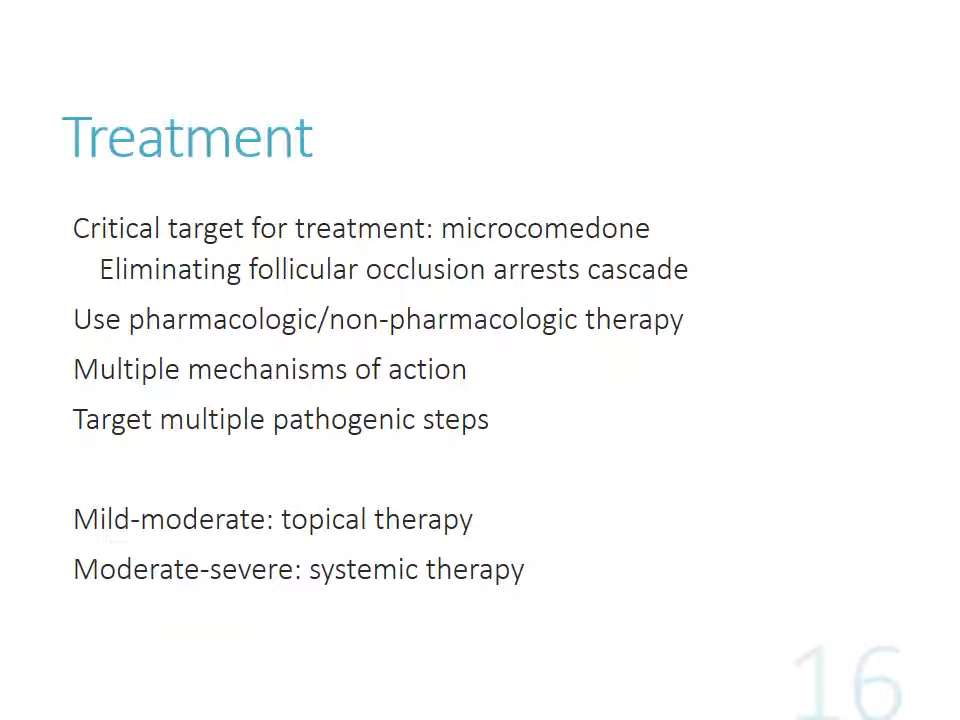 Treatment
Critical target for treatment: microcomedone
Eliminating follicular occlusion arrests cascade
Use pharmacologic/non-pharmacologic therapy
Multiple mechanisms of action
Target multiple pathogenic steps
Mild-moderate: topical therapy
Moderate-severe: systemic therapy
16